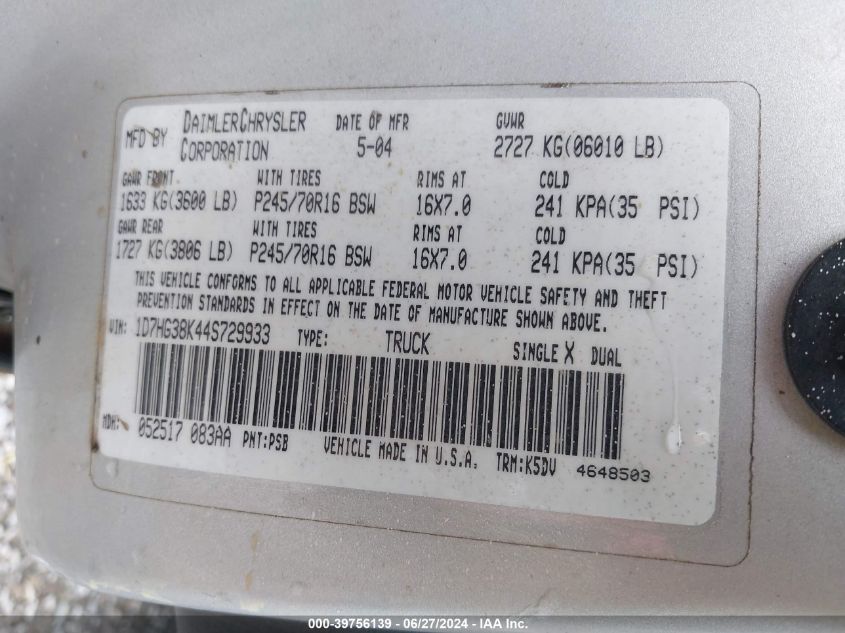 MFD BY DAIMLERCHRYSLER CORPORATION DATE OF MFR 5-04 GVWR 2727 KG(06010 LB)
GAWR FRONT WITH TIRES RIMS AT COLD
1633 KG(3600 LB) P245/70R16 BSW 16X7.0 241 KPA(35 PSI)
GAWR REAR WITH TIRES RIMS AT COLD
1727 KG(3806 LB) P245/70R16 BSW 16X7.0 241 KPA(35 PSI)
THIS VEHICLE CONFORMS TO ALL APPLICABLE FEDERAL MOTOR VEHICLE SAFETY AND THEFT
PREVENTION STANDARDS IN EFFECT ON THE DATE OF MANUFACTURE SHOWN ABOVE.
VIN: 1D7HG38K44S729933 TYPE: TRUCK SINGLE X DUAL
MDH: 052517 083AA PNT:PSB VEHICLE MADE IN U.S.A. TRM:K5DV 4648503
000-39756139 - 06/27/2024 - IAA Inc.